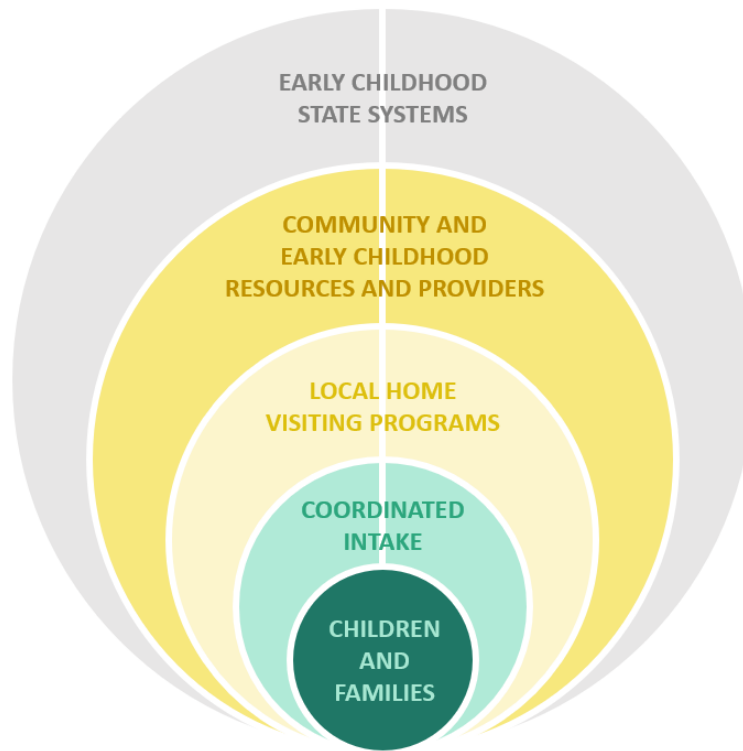 EARLY CHILDHOOD
STATE SYSTEMS
COMMUNITY AND
EARLY CHILDHOOD
RESOURCES AND PROVIDERS
LOCAL HOME
VISITING PROGRAMS
COORDINATED
INTAKE
CHILDREN
AND
FAMILIES